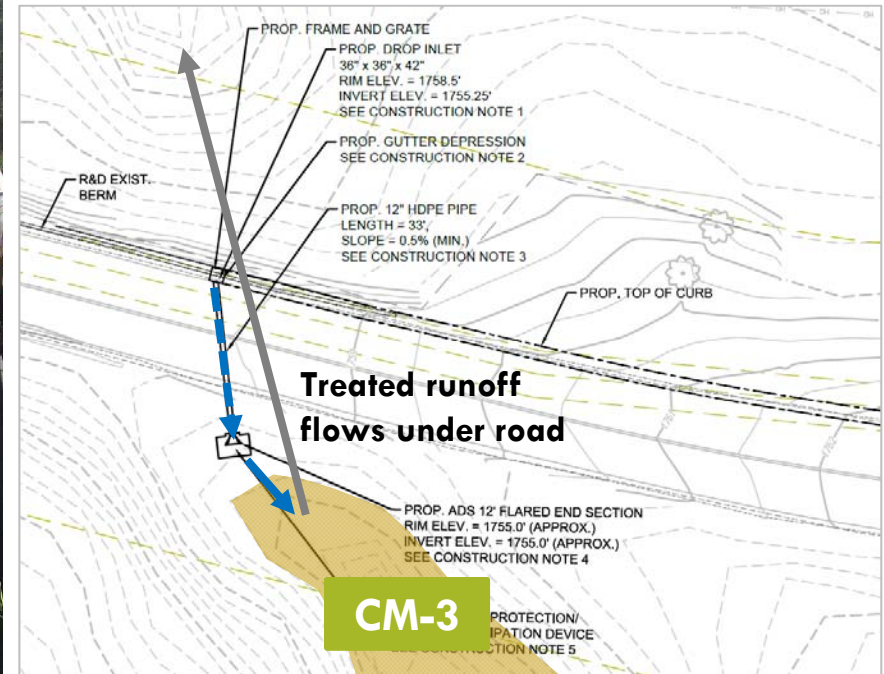 PROP. FRAME AND GRATE
PROP. DROP INLET
36" x 36" x 42"
RIM ELEV. = 1758.5'
INVERT ELEV. = 1755.25'
SEE CONSTRUCTION NOTE 1
PROP. GUTTER DEPRESSION
SEE CONSTRUCTION NOTE 2
R&D EXIST.
BERM
PROP. 12" HDPE PIPE
LENGTH = 33',
SLOPE = 0.5% (MIN.)
SEE CONSTRUCTION NOTE 3
PROP. TOP OF CURB
Treated runoff
flows under road
PROP. ADS 12' FLARED END SECTION
RIM ELEV. = 1755.0' (APPROX.)
INVERT ELEV. = 1755.0' (APPROX.)
SEE CONSTRUCTION NOTE 4
CM-3
PROTECTION/
IPATION DEVICE
CONSTRUCTION NOTE 5